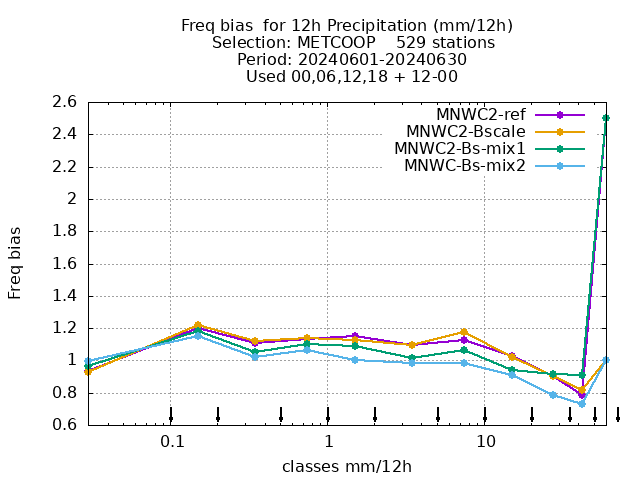 Freq bias  for 12h Precipitation (mm/12h)
Selection: METCOOP    529 stations
Period: 20240601-20240630
Used 00,06,12,18 + 12-00
MNWC2-ref
MNWC2-Bscale
MNWC2-Bs-mix1
MNWC-Bs-mix2
2.6
2.4
2.2
2
1.8
1.6
1.4
1.2
1
0.8
0.6
Freq bias
0.1
1
10
classes mm/12h